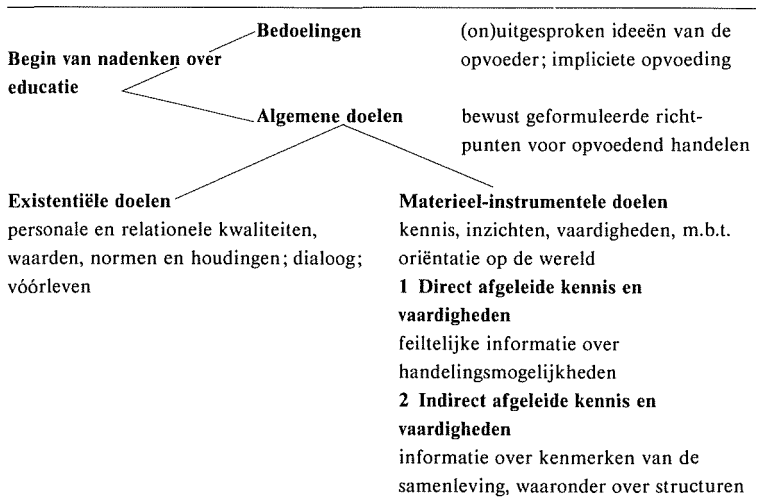 Bedoelingen
(on)uitgesproken ideeën van de
Begin van nadenken over
opvoeder; impliciete opvoeding
educatie
Algemene doelen
bewust geformuleerde richt-
punten voor opvoedend handelen
Existentiële doelen
personale en relationele kwaliteiten,
waarden, normen en houdingen; dialoog;
vóórleven
Materieel-instrumentele doelen
kennis, inzichten, vaardigheden, m.b.t.
oriëntatie op de wereld
1 Direct afgeleide kennis en
vaardigheden
feiltelijke informatie over
handelingsmogelijkheden
2 Indirect afgeleide kennis en
vaardigheden
informatie over kenmerken van de
samenleving, waaronder over structuren